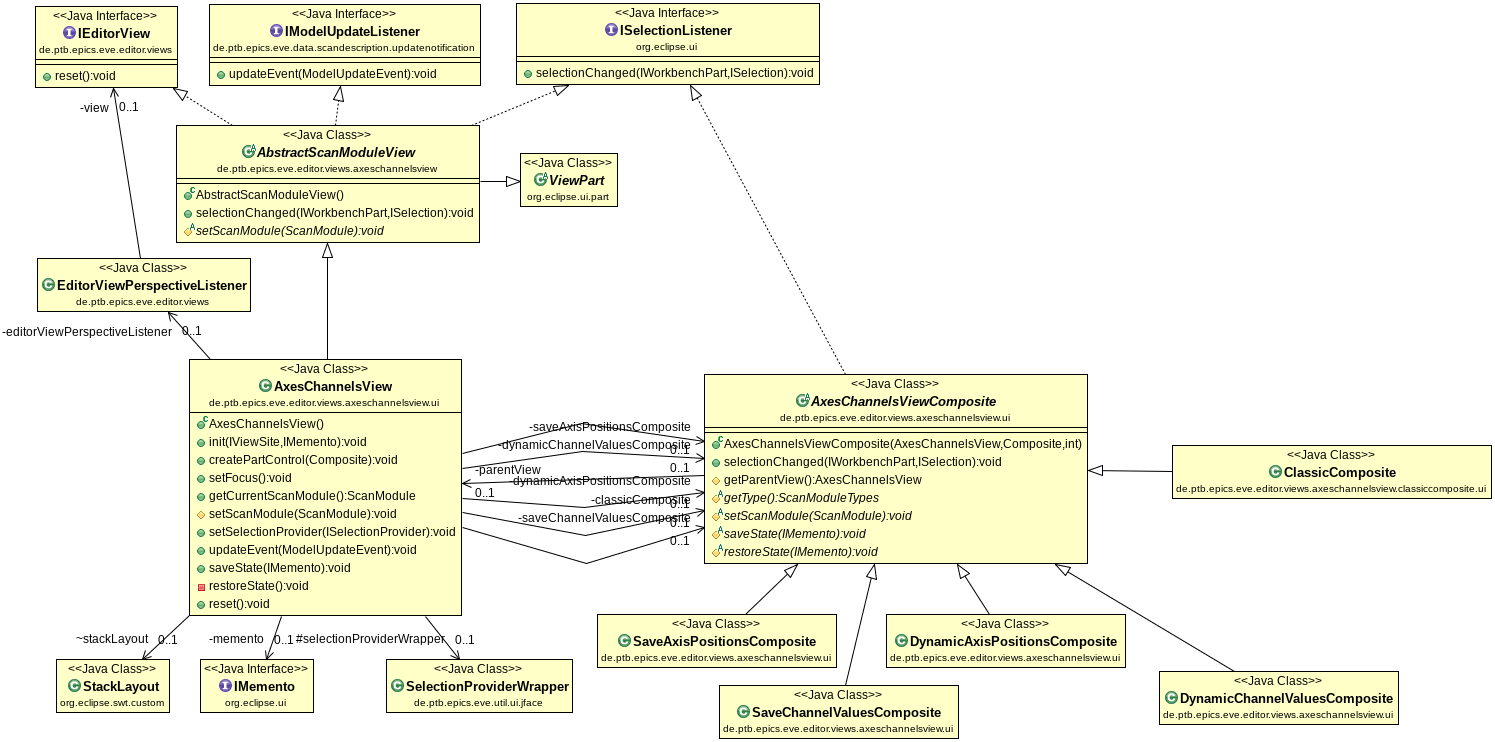 <<Java Interface>>
IEditorView
de.ptb.epics.eve.editor.views
reset():void
<<Java Interface>>
IModelUpdateListener
de.ptb.epics.eve.data.scandescription.updatenotification
updateEvent(ModelUpdateEvent):void
<<Java Interface>>
ISelectionListener
org.eclipse.ui
selectionChanged(IWorkbenchPart,ISelection):void
-view
0..1
<<Java Class>>
AbstractScanModuleView
de.ptb.epics.eve.editor.views.axeschannelsview
AbstractScanModuleView()
selectionChanged(IWorkbenchPart,ISelection):void
setScanModule(ScanModule):void
<<Java Class>>
ViewPart
org.eclipse.ui.part
<<Java Class>>
EditorViewPerspectiveListener
de.ptb.epics.eve.editor.views
-editorViewPerspectiveListener
0..1
<<Java Class>>
AxesChannelsView
de.ptb.epics.eve.editor.views.axeschannelsview.ui
AxesChannelsView()
init(IViewSite,IMemento):void
createPartControl(Composite):void
setFocus():void
getCurrentScanModule():ScanModule
setScanModule(ScanModule):void
setSelectionProvider(ISelectionProvider):void
updateEvent(ModelUpdateEvent):void
saveState(IMemento):void
restoreState():void
reset():void
-saveAxisPositionsComposite
0..1
-dynamicChannelValuesComposite
0..1
-parentView
0..1
-dynamicAxisPositionsComposite
0..1
-classicComposite
0..1
-saveChannelValuesComposite
0..1
<<Java Class>>
AxesChannelsViewComposite
de.ptb.epics.eve.editor.views.axeschannelsview.ui
AxesChannelsViewComposite(AxesChannelsView,Composite,int)
selectionChanged(IWorkbenchPart,ISelection):void
getParentView():AxesChannelsView
getType():ScanModuleTypes
setScanModule(ScanModule):void
saveState(IMemento):void
restoreState(IMemento):void
<<Java Class>>
ClassicComposite
de.ptb.epics.eve.editor.views.axeschannelsview.classiccomposite.ui
~stackLayout
0..1
-memento
0..1
#selectionProviderWrapper
0..1
<<Java Class>>
StackLayout
org.eclipse.swt.custom
<<Java Interface>>
IMemento
org.eclipse.ui
<<Java Class>>
SelectionProviderWrapper
de.ptb.epics.eve.util.ui.jface
<<Java Class>>
SaveAxisPositionsComposite
de.ptb.epics.eve.editor.views.axeschannelsview.ui
<<Java Class>>
DynamicAxisPositionsComposite
de.ptb.epics.eve.editor.views.axeschannelsview.ui
<<Java Class>>
SaveChannelValuesComposite
de.ptb.epics.eve.editor.views.axeschannelsview.ui
<<Java Class>>
DynamicChannelValuesComposite
de.ptb.epics.eve.editor.views.axeschannelsview.ui